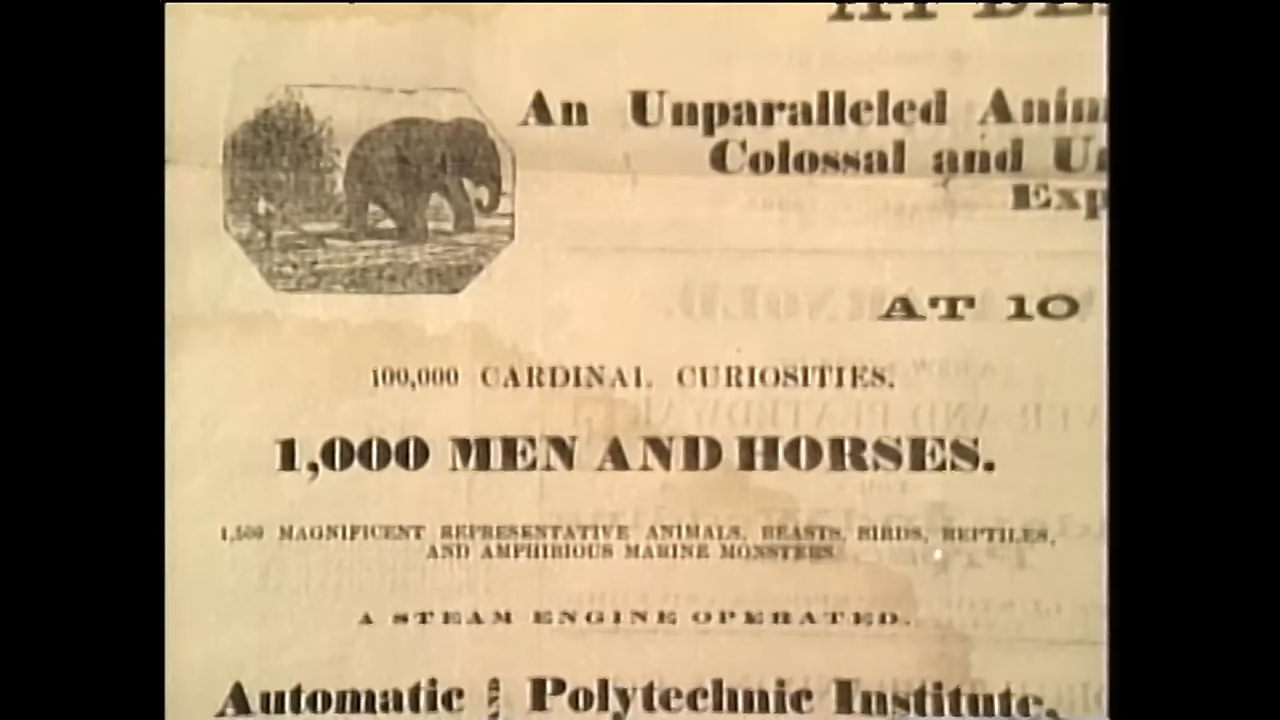 An Unparalleled Anim
Colossal and Un
Exp
AT 10
100,000 CARDINAL CURIOSITIES.
1,000 MEN AND HORSES.
1,500 MAGNIFICENT REPRESENTATIVE ANIMALS, BEASTS, BIRDS, REPTILES,
AND AMPHIBIOUS MARINE MONSTERS
A STEAM ENGINE OPERATED.
Automatic Polytechnic Institute,